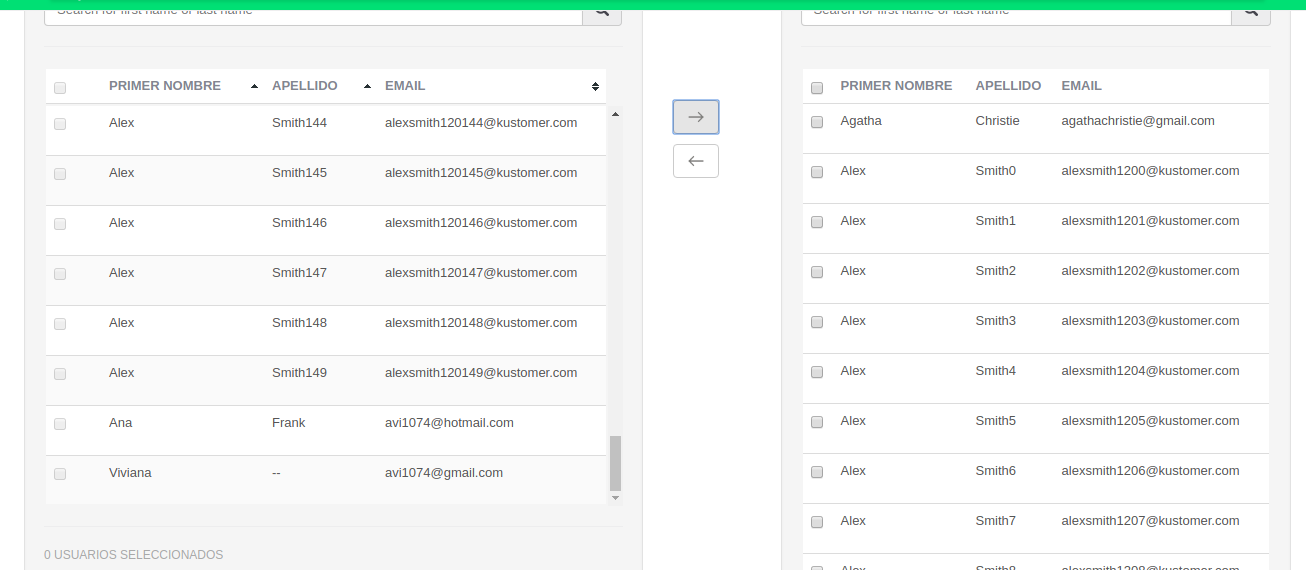 Search for first name or last name
PRIMER NOMBRE APELLIDO EMAIL
Alex Smith144 alexsmith120144@kustomer.com
Alex Smith145 alexsmith120145@kustomer.com
Alex Smith146 alexsmith120146@kustomer.com
Alex Smith147 alexsmith120147@kustomer.com
Alex Smith148 alexsmith120148@kustomer.com
Alex Smith149 alexsmith120149@kustomer.com
Ana Frank avi1074@hotmail.com
Viviana -- avi1074@gmail.com
0 USUARIOS SELECCIONADOS
Search for first name or last name
PRIMER NOMBRE APELLIDO EMAIL
Agatha Christie agathachristie@gmail.com
Alex Smith0 alexsmith1200@kustomer.com
Alex Smith1 alexsmith1201@kustomer.com
Alex Smith2 alexsmith1202@kustomer.com
Alex Smith3 alexsmith1203@kustomer.com
Alex Smith4 alexsmith1204@kustomer.com
Alex Smith5 alexsmith1205@kustomer.com
Alex Smith6 alexsmith1206@kustomer.com
Alex Smith7 alexsmith1207@kustomer.com
Alex Smith8 alexsmith1208@kustomer.com